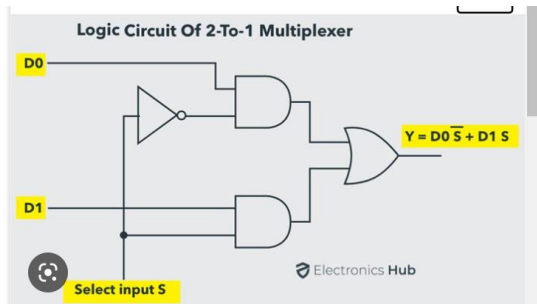 Logic Circuit Of 2-To-1 Multiplexer
D0
Y = D0 S̅ + D1 S
D1
Electronics Hub
Select input S